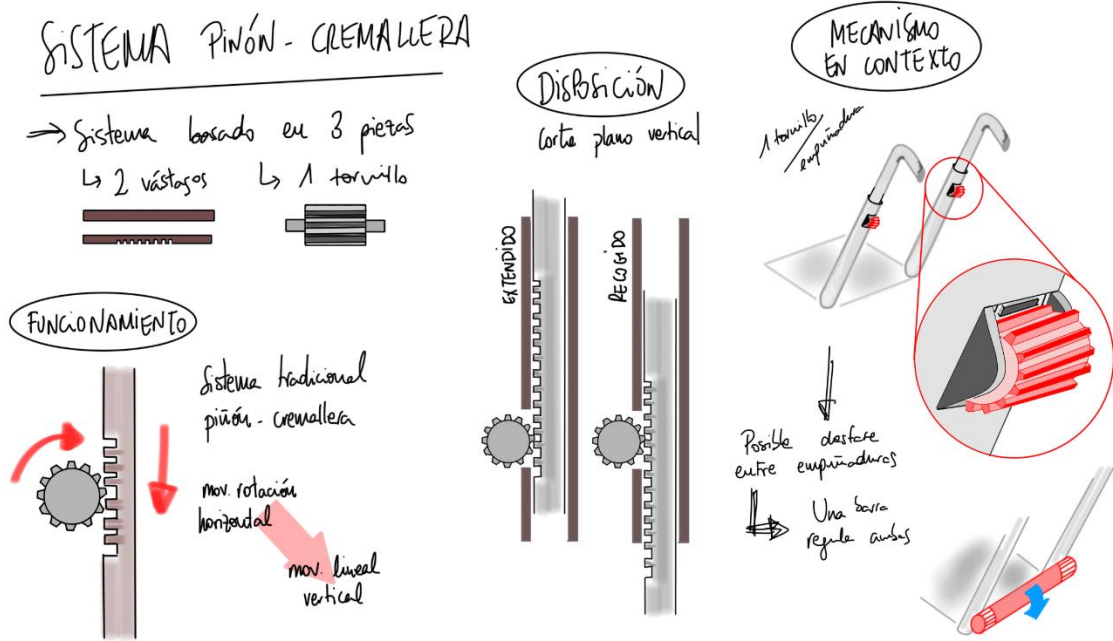 SISTEMA PIÑÓN-CREMALLERA
→ Sistema basado en 3 piezas
↳ 2 vástagos ↳ 1 tornillo
FUNCIONAMIENTO
Sistema tradicional
piñón-cremallera
mov. rotación
horizontal
mov. lineal
vertical
DISPOSICIÓN
Corte plano vertical
EXTENDIDO
RECOGIDO
MECANISMO
EN CONTEXTO
1 tornillo/
empuñadura
Posible desfase
entre empuñaduras
Una barra
regula ambas